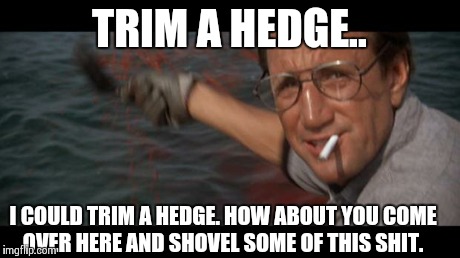 TRIM A HEDGE..
I COULD TRIM A HEDGE. HOW ABOUT YOU COME
OVER HERE AND SHOVEL SOME OF THIS SHIT.
imgflip.com